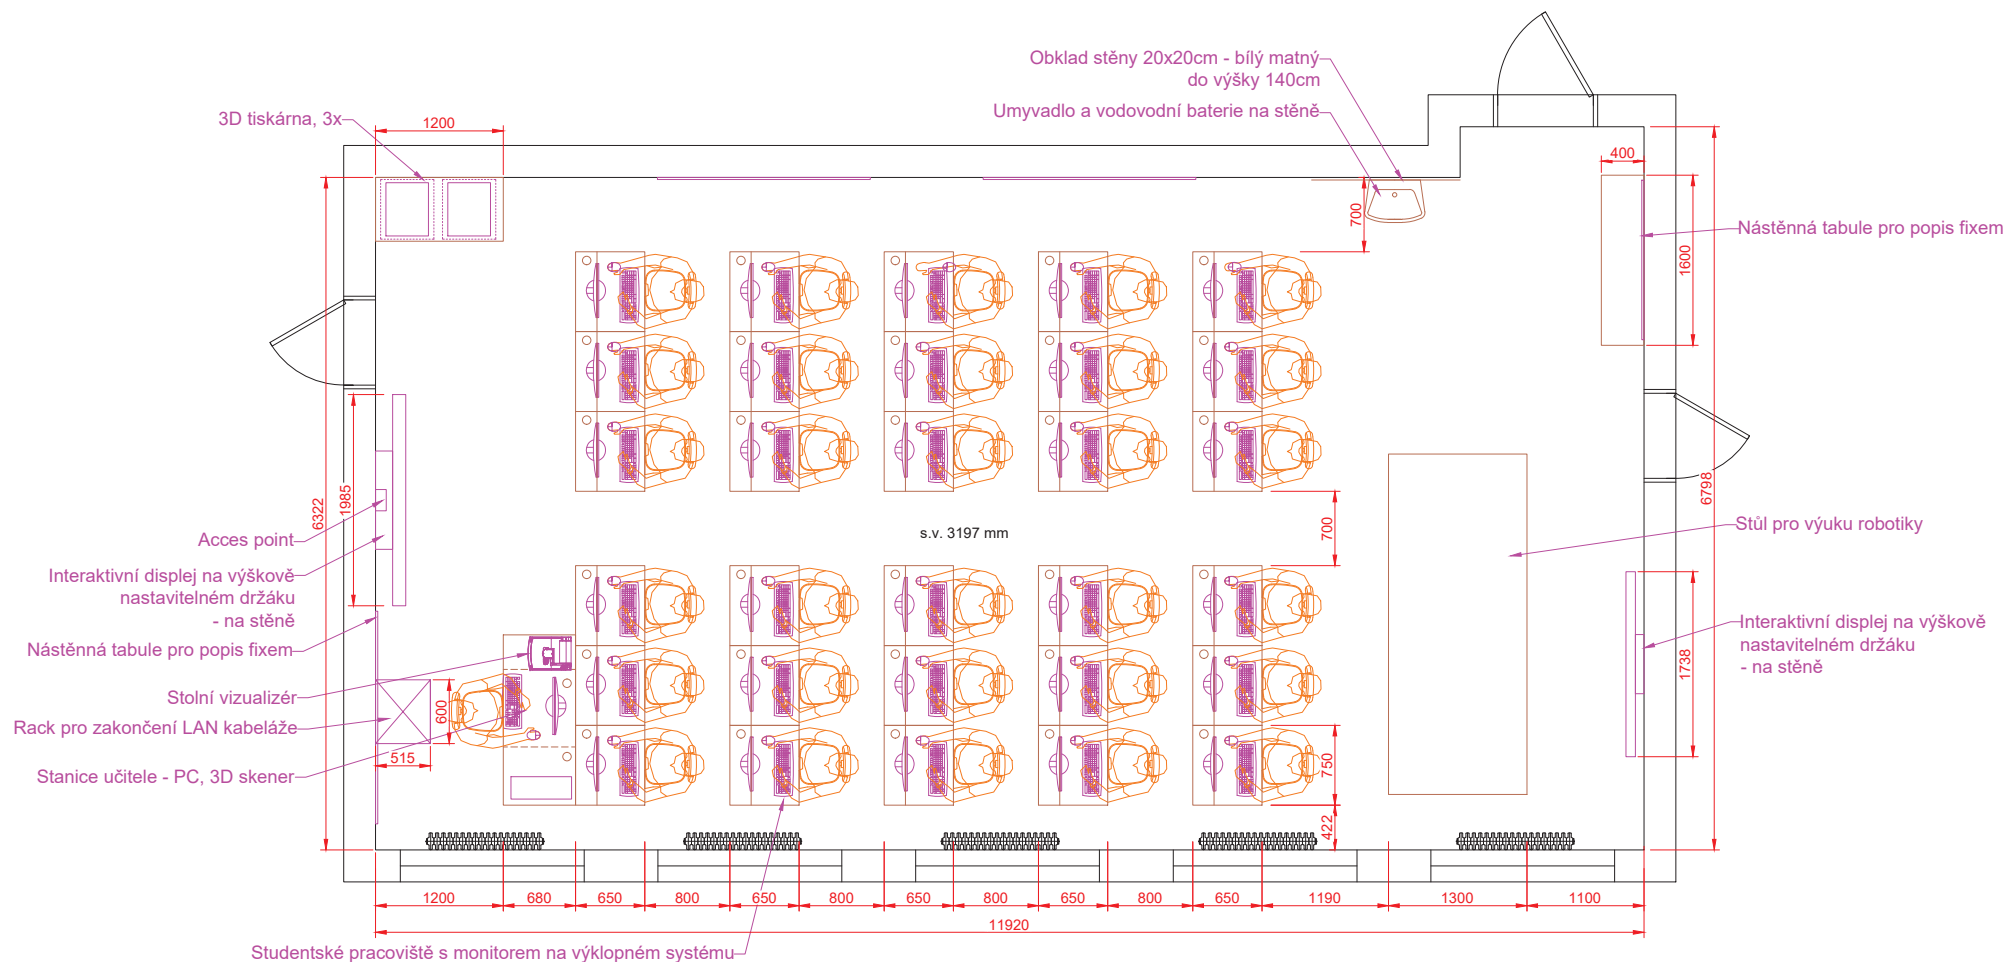 Obklad stěny 20x20cm - bílý matný
do výšky 140cm
Umyvadlo a vodovodní baterie na stěně
3D tiskárna, 3x
1200
400
700
1600
Nástěnná tabule pro popis fixem
6322
1985
6798
s.v. 3197 mm
700
Stůl pro výuku robotiky
Acces point
Interaktivní displej na výškově
nastavitelném držáku
- na stěně
Nástěnná tabule pro popis fixem
Interaktivní displej na výškově
nastavitelném držáku
- na stěně
1738
Stolní vizualizér
Rack pro zakončení LAN kabeláže
600
515
Stanice učitele - PC, 3D skener
750
422
1200
680
650
800
650
800
650
800
650
800
650
1190
1300
1100
11920
Studentské pracoviště s monitorem na výklopném systému